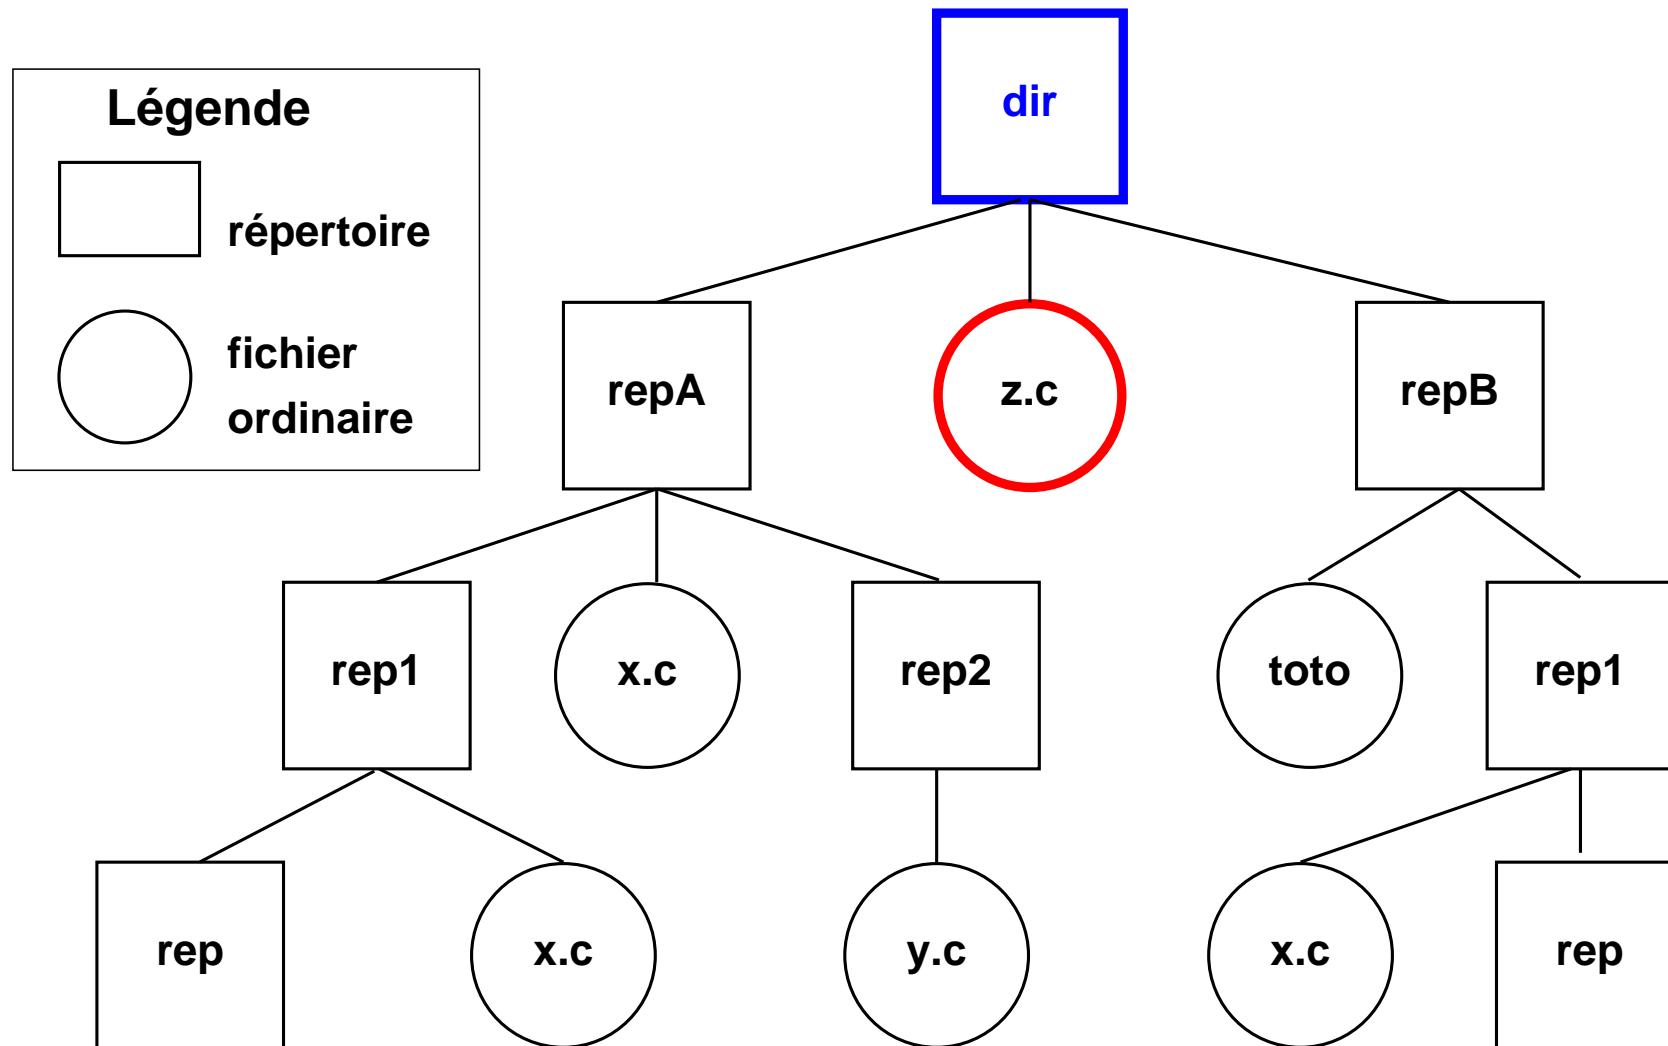 dir
Légende
répertoire
fichier
ordinaire
repA
z.c
repB
rep1
x.c
rep2
toto
rep1
rep
x.c
y.c
x.c
rep